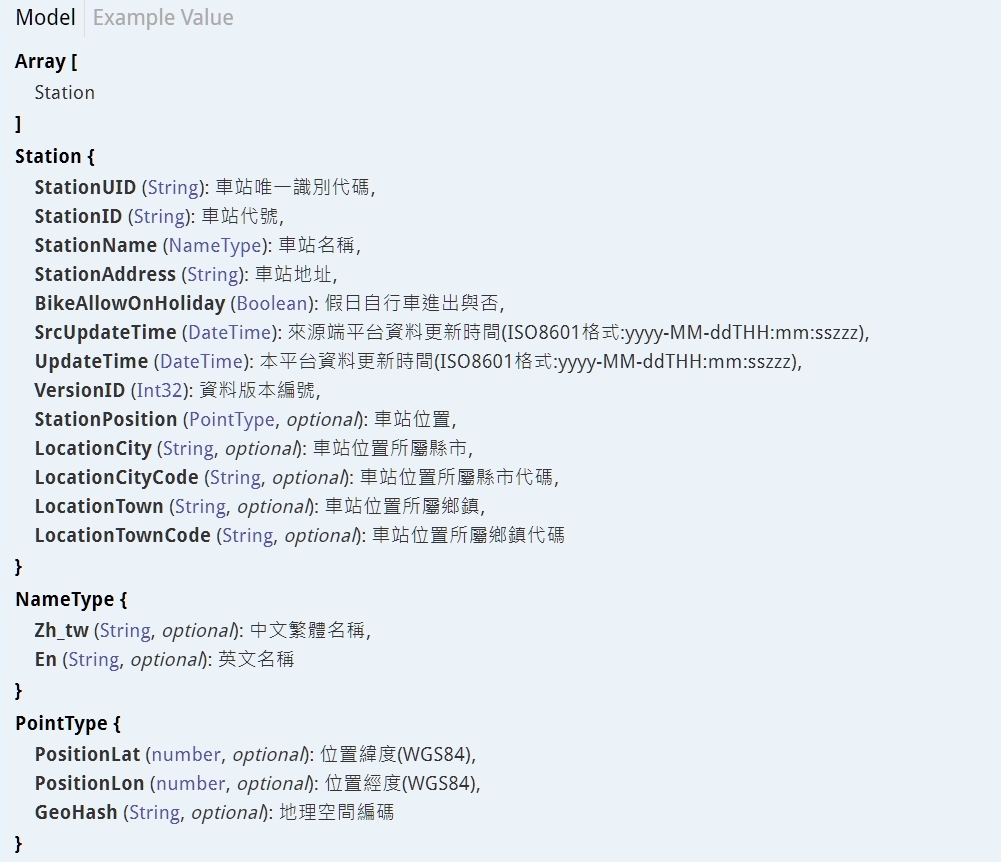 Model Example Value
Array [
Station
]
Station {
StationUID (String): 車站唯一識別代碼,
StationID (String): 車站代號,
StationName (NameType): 車站名稱,
StationAddress (String): 車站地址,
BikeAllowOnHoliday (Boolean): 假日自行車進出與否,
SrcUpdateTime (DateTime): 來源端平台資料更新時間(ISO8601格式:yyyy-MM-ddTHH:mm:sszzz),
UpdateTime (DateTime): 本平台資料更新時間(ISO8601格式:yyyy-MM-ddTHH:mm:sszzz),
VersionID (Int32): 資料版本編號,
StationPosition (PointType, optional): 車站位置,
LocationCity (String, optional): 車站位置所屬縣市,
LocationCityCode (String, optional): 車站位置所屬縣市代碼,
LocationTown (String, optional): 車站位置所屬鄉鎮,
LocationTownCode (String, optional): 車站位置所屬鄉鎮代碼
}
NameType {
Zh_tw (String, optional): 中文繁體名稱,
En (String, optional): 英文名稱
}
PointType {
PositionLat (number, optional): 位置緯度(WGS84),
PositionLon (number, optional): 位置經度(WGS84),
GeoHash (String, optional): 地理空間編碼
}